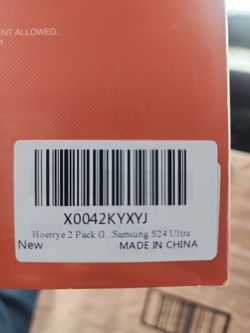 ENT ALLOWED.
X0042KYXYJ
Hoerrye 2 Pack G...Samsung S24 Ultra
New MADE IN CHINA